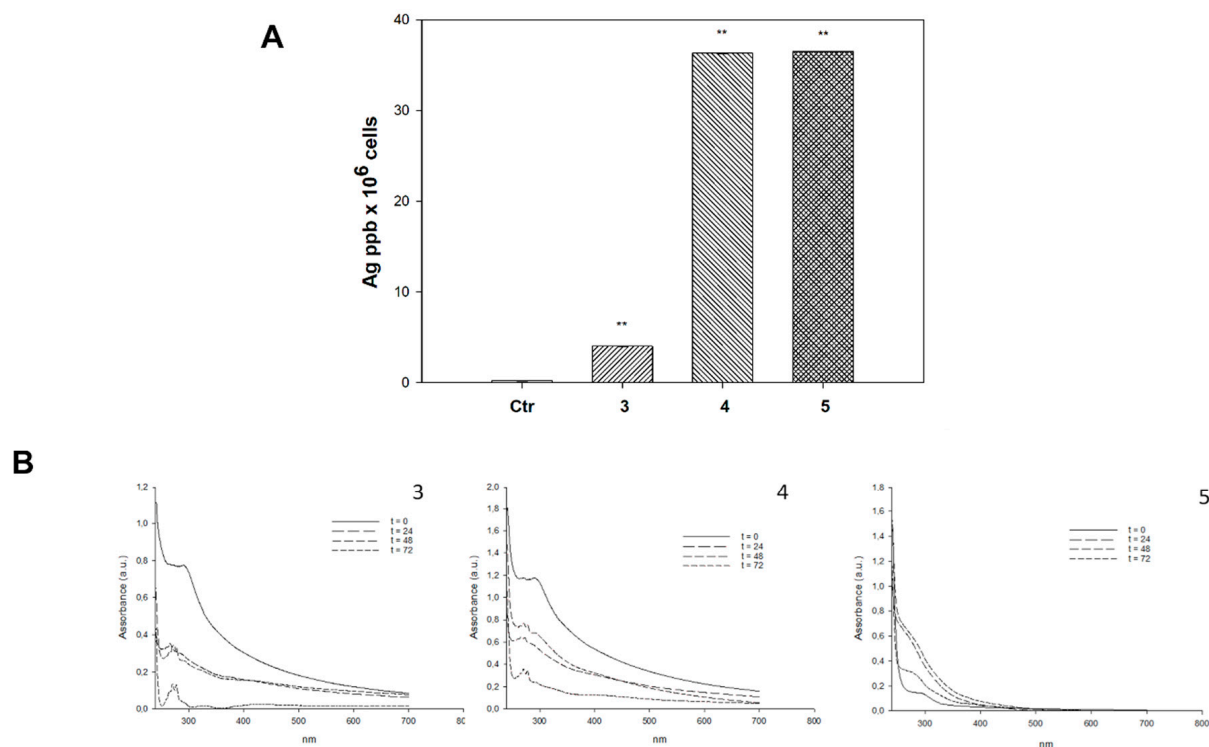 A
40
30
20
10
0
Ag ppb x 10⁶ cells
**
**
**
Ctr
3
4
5
B
3
1,2
1,0
0,8
0,6
0,4
0,2
0,0
Assorbance (a.u.)
t = 0
t = 24
t = 48
t = 72
300
400
500
600
700
80
nm
4
2,0
1,8
1,6
1,4
1,2
1,0
0,8
0,6
0,4
0,2
0,0
Assorbance (a.u.)
t = 0
t = 24
t = 48
t = 72
300
400
500
600
700
800
nm
5
1,8
1,6
1,4
1,2
1,0
0,8
0,6
0,4
0,2
0,0
Assorbance (a.u.)
t = 0
t = 24
t = 48
t = 72
300
400
500
600
700
800
nm